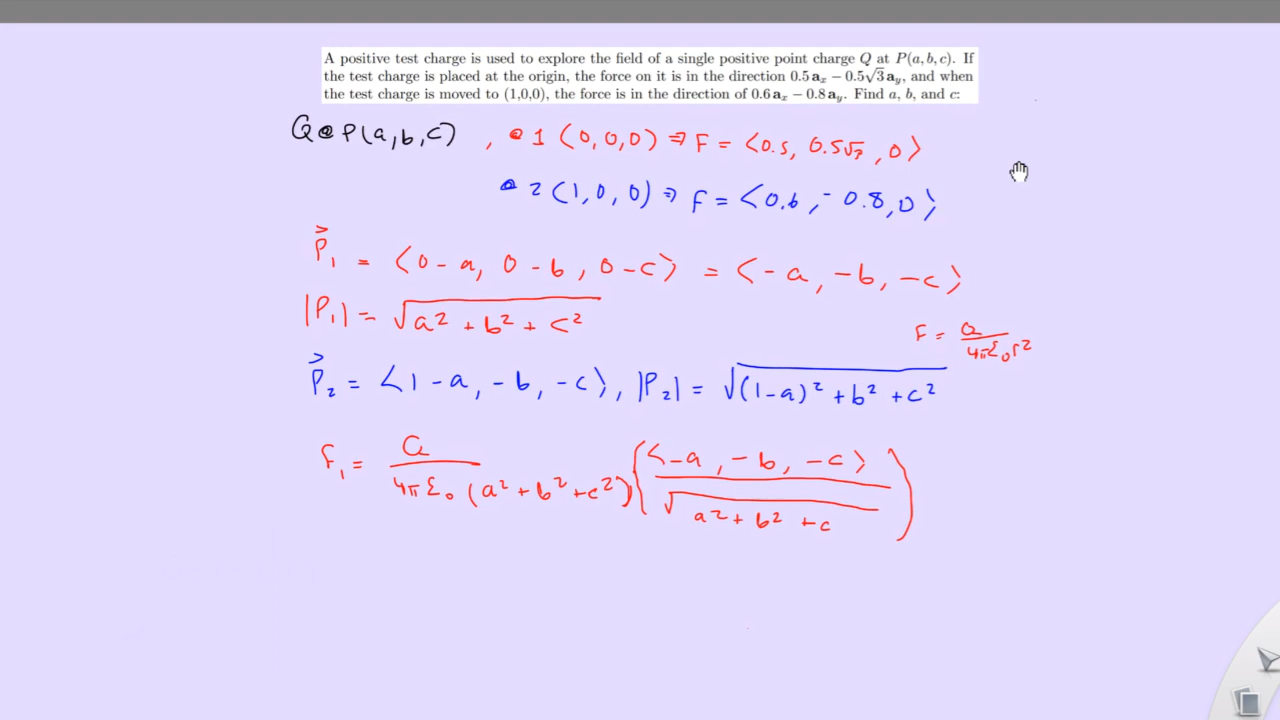 A positive test charge is used to explore the field of a single positive point charge Q at P(a, b, c). If
the test charge is placed at the origin, the force on it is in the direction 0.5 aₓ − 0.5√3 a_y, and when
the test charge is moved to (1,0,0), the force is in the direction of 0.6 aₓ − 0.8 a_y. Find a, b, and c:
Q@P(a,b,c) , @ 1 (0,0,0) ⇒ F = <0.5, 0.5√3, 0>
@ 2 (1,0,0) ⇒ F = <0.6, -0.8, 0>
P⃗₁ = <0-a, 0-b, 0-c> = <-a, -b, -c>
|P₁| = √(a² + b² + c²)
F = Q/(4πε₀r²)
P⃗₂ = <1-a, -b, -c>, |P₂| = √((1-a)² + b² + c²)
F₁ = Q/(4πε₀(a² + b² + c²)) (<-a, -b, -c>/√(a² + b² + c))